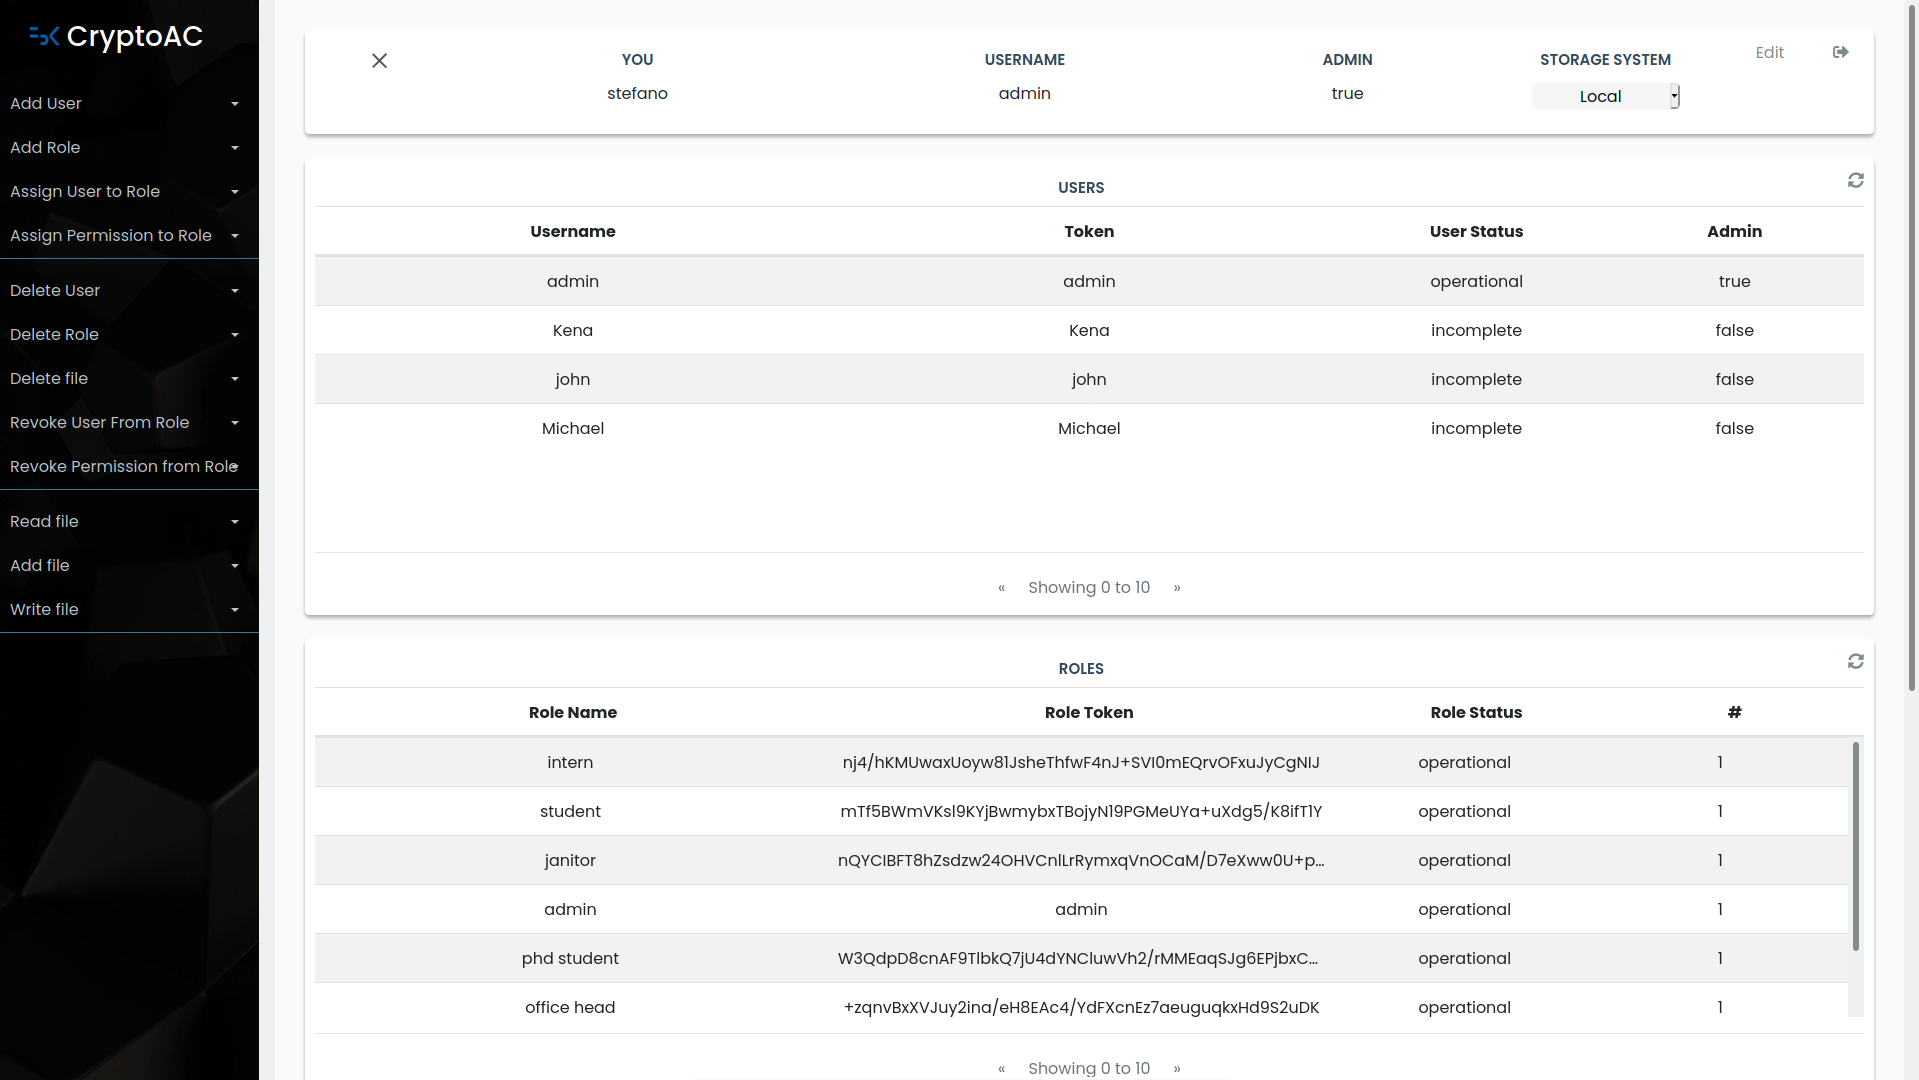 CryptoAC
Add User
Add Role
Assign User to Role
Assign Permission to Role
Delete User
Delete Role
Delete file
Revoke User From Role
Revoke Permission from Role
Read file
Add file
Write file
YOU USERNAME ADMIN STORAGE SYSTEM Edit
stefano admin true Local
USERS
Username Token User Status Admin
admin admin operational true
Kena Kena incomplete false
john john incomplete false
Michael Michael incomplete false
« Showing 0 to 10 »
ROLES
Role Name Role Token Role Status #
intern nj4/hKMUwaxUoyw81JsheThfwF4nJ+SVI0mEQrvOFxuJyCgNIJ operational 1
student mTf5BWmVKsl9KYjBwmybxTBojyN19PGMeUYa+uXdg5/K8ifT1Y operational 1
janitor nQYCIBFT8hZsdzw24OHVCnlLrRymxqVnOCaM/D7eXww0U+p... operational 1
admin admin operational 1
phd student W3QdpD8cnAF9TlbkQ7jU4dYNCluwVh2/rMMEaqSJg6EPjbxC... operational 1
office head +zqnvBxXVJuy2ina/eH8EAc4/YdFXcnEz7aeuguqkxHd9S2uDK operational 1
« Showing 0 to 10 »